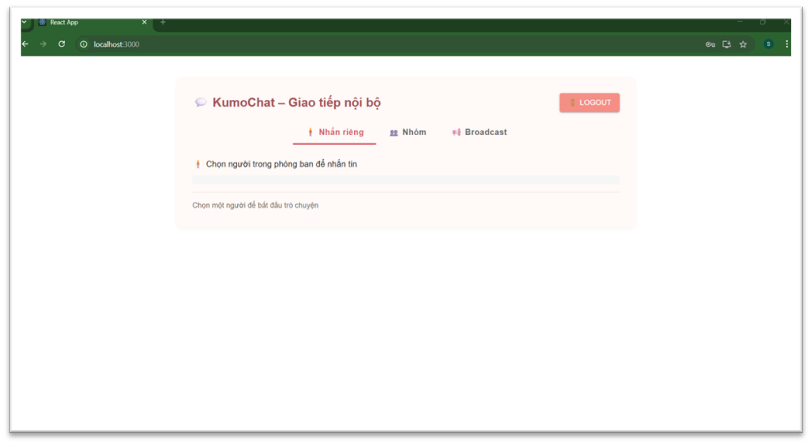 React App
localhost:3000
S
KumoChat – Giao tiếp nội bộ
LOGOUT
Nhắn riêng
Nhóm
Broadcast
Chọn người trong phòng ban để nhắn tin
Chọn một người để bắt đầu trò chuyện